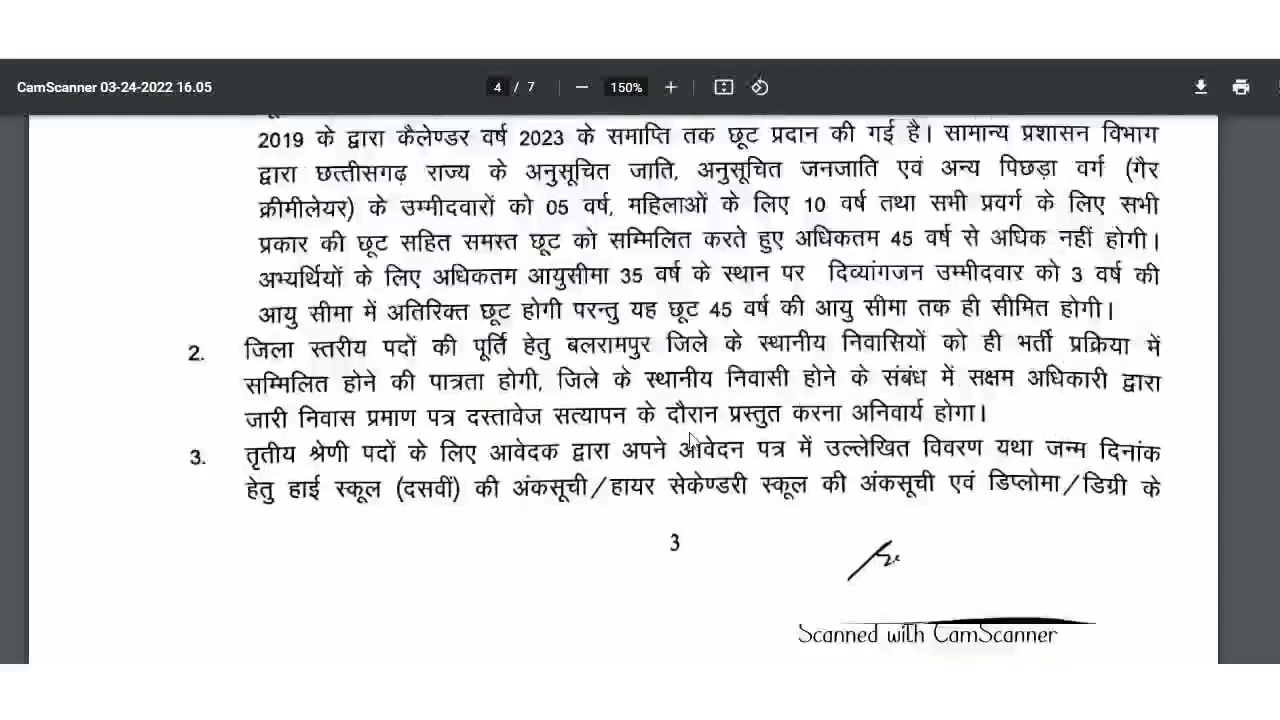 CamScanner 03-24-2022 16.05
4 / 7
150%
2019 के द्वारा कैलेण्डर वर्ष 2023 के समाप्ति तक छूट प्रदान की गई है। सामान्य प्रशासन विभाग
द्वारा छत्तीसगढ़ राज्य के अनुसूचित जाति, अनुसूचित जनजाति एवं अन्य पिछड़ा वर्ग (गैर
क्रीमीलेयर) के उम्मीदवारों को 05 वर्ष, महिलाओं के लिए 10 वर्ष तथा सभी प्रवर्ग के लिए सभी
प्रकार की छूट सहित समस्त छूट को सम्मिलित करते हुए अधिकतम 45 वर्ष से अधिक नहीं होगी।
अभ्यर्थियों के लिए अधिकतम आयुसीमा 35 वर्ष के स्थान पर दिव्यांगजन उम्मीदवार को 3 वर्ष की
आयु सीमा में अतिरिक्त छूट होगी परन्तु यह छूट 45 वर्ष की आयु सीमा तक ही सीमित होगी।
2. जिला स्तरीय पदों की पूर्ति हेतु बलरामपुर जिले के स्थानीय निवासियों को ही भर्ती प्रक्रिया में
सम्मिलित होने की पात्रता होगी, जिले के स्थानीय निवासी होने के संबंध में सक्षम अधिकारी द्वारा
जारी निवास प्रमाण पत्र दस्तावेज सत्यापन के दौरान प्रस्तुत करना अनिवार्य होगा।
3. तृतीय श्रेणी पदों के लिए आवेदक द्वारा अपने आवेदन पत्र में उल्लेखित विवरण यथा जन्म दिनांक
हेतु हाई स्कूल (दसवीं) की अंकसूची/हायर सेकेण्डरी स्कूल की अंकसूची एवं डिप्लोमा/डिग्री के
3
Scanned with CamScanner